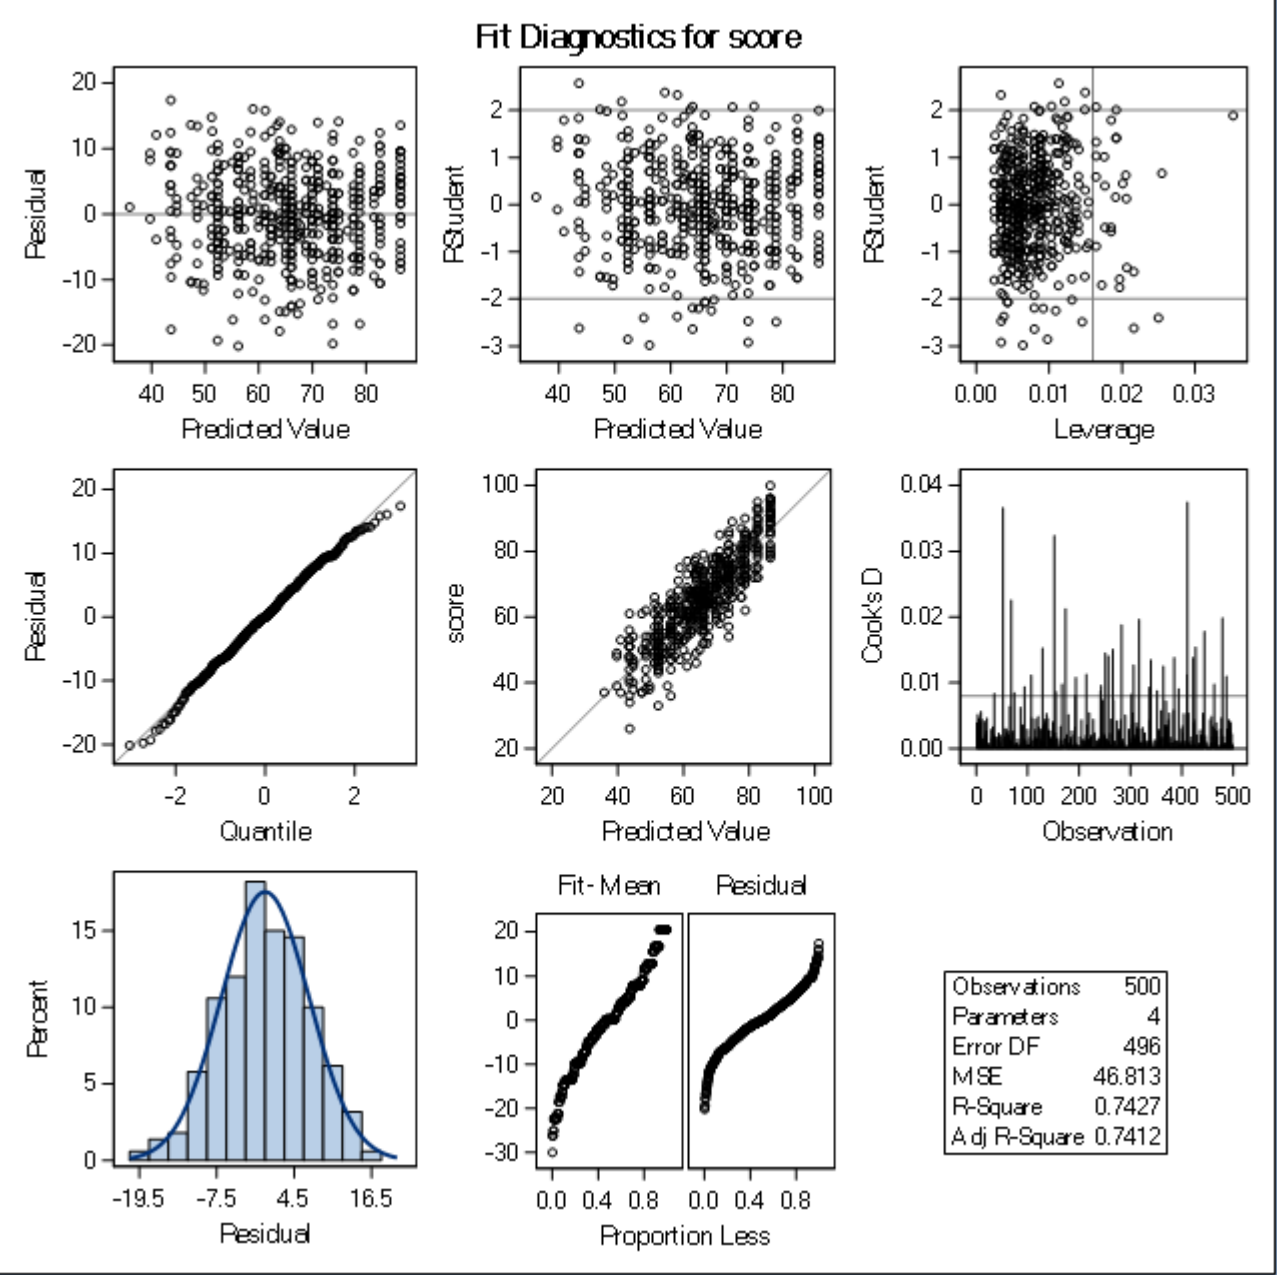 Fit Diagnostics for score
20
10
0
-10
-20
Residual
40 50 60 70 80
Predicted Value
2
1
0
-1
-2
-3
RStudent
40 50 60 70 80
Predicted Value
2
1
0
-1
-2
-3
RStudent
0.00 0.01 0.02 0.03
Leverage
20
10
0
-10
-20
Residual
-2 0 2
Quantile
100
80
60
40
20
score
20 40 60 80 100
Predicted Value
0.04
0.03
0.02
0.01
0.00
Cook's D
0 100 200 300 400 500
Observation
15
10
5
0
Percent
-19.5 -7.5 4.5 16.5
Residual
Fit-Mean Residual
20
10
0
-10
-20
-30
0.0 0.4 0.8 0.0 0.4 0.8
Proportion Less
Observations 500
Parameters 4
Error DF 496
MSE 46.813
R-Square 0.7427
Adj R-Square 0.7412